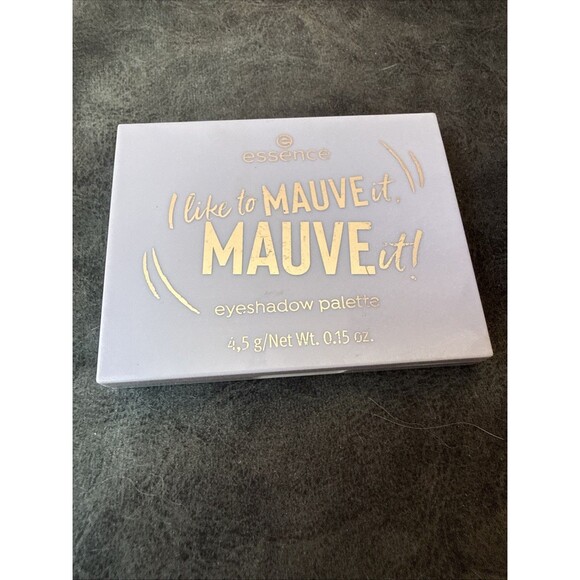 essence
I like to MAUVE it,
MAUVE it!
eyeshadow palette
4,5 g/Net Wt. 0.15 oz.